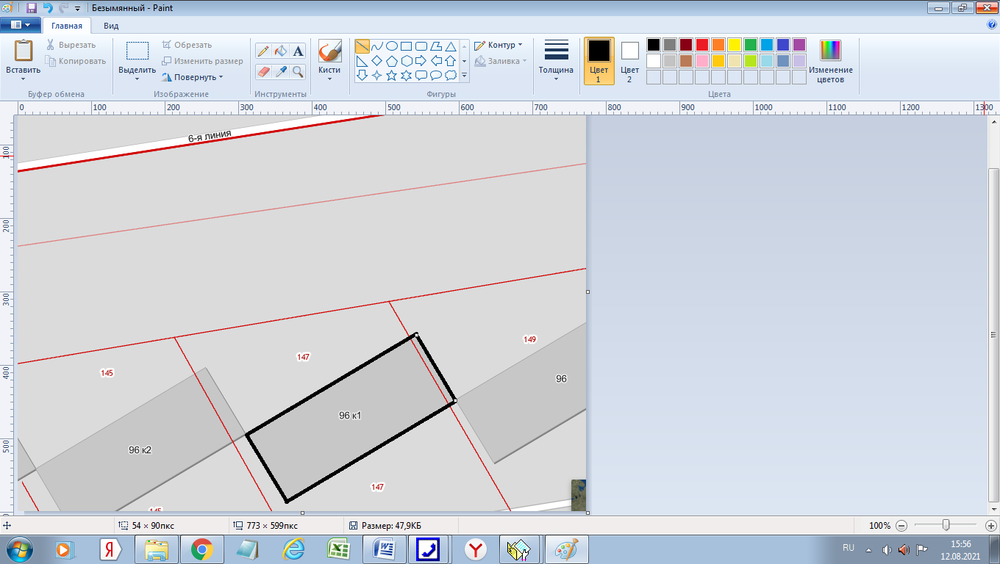 Безымянный - Paint
Главная
Вид
Вставить
Вырезать
Копировать
Буфер обмена
Выделить
Обрезать
Изменить размер
Повернуть
Изображение
A
Инструменты
Кисти
Контур
Заливка
Фигуры
Толщина
Цвет
1
Цвет
2
Изменение
цветов
Цвета
0 100 200 300 400 500 600 700 800 900 1000 1100 1200 1300
100
200
300
400
500
6-я линия
145
147
149
96
96 к1
96 к2
147
145
54 × 90пкс
773 × 599пкс
Размер: 47,9КБ
100%
Я
Y
RU
15:56
12.08.2021